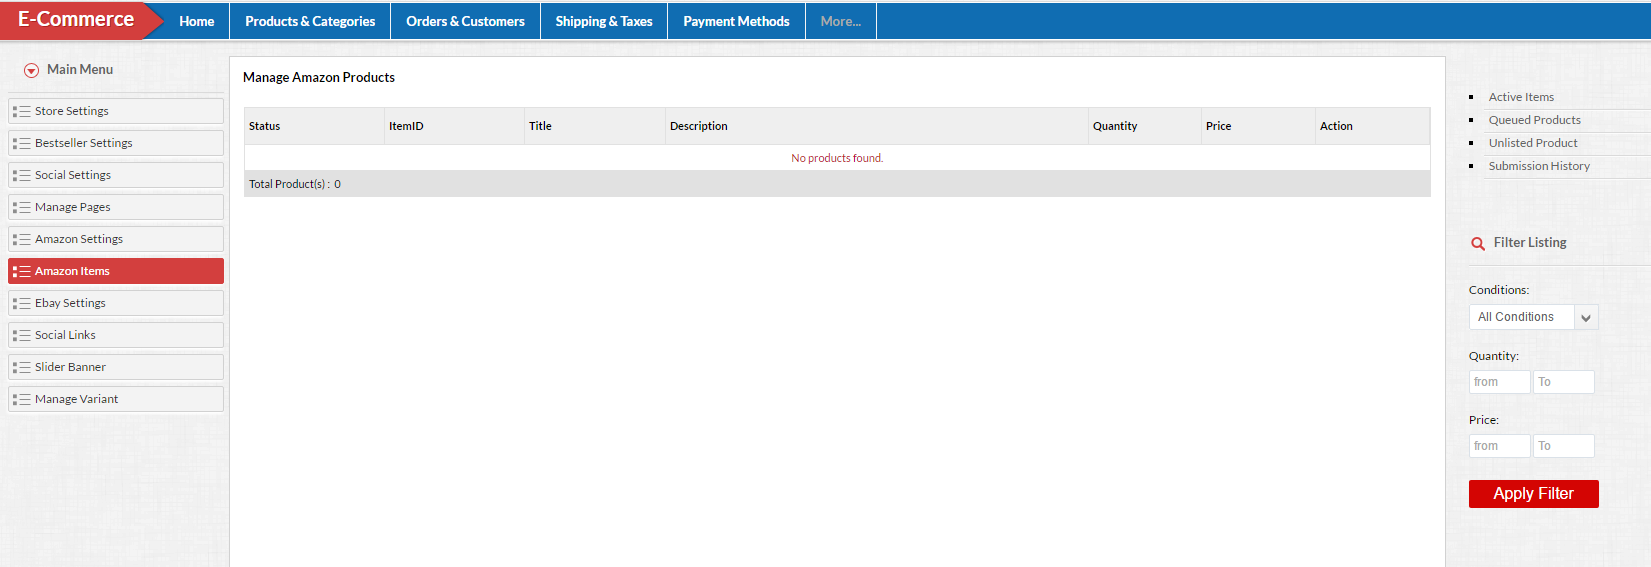 E-Commerce
Home
Products & Categories
Orders & Customers
Shipping & Taxes
Payment Methods
More...
Main Menu
Store Settings
Bestseller Settings
Social Settings
Manage Pages
Amazon Settings
Amazon Items
Ebay Settings
Social Links
Slider Banner
Manage Variant
Manage Amazon Products
Status ItemID Title Description Quantity Price Action
No products found.
Total Product(s) : 0
Active Items
Queued Products
Unlisted Product
Submission History
Filter Listing
Conditions:
All Conditions
Quantity:
from To
Price:
from To
Apply Filter